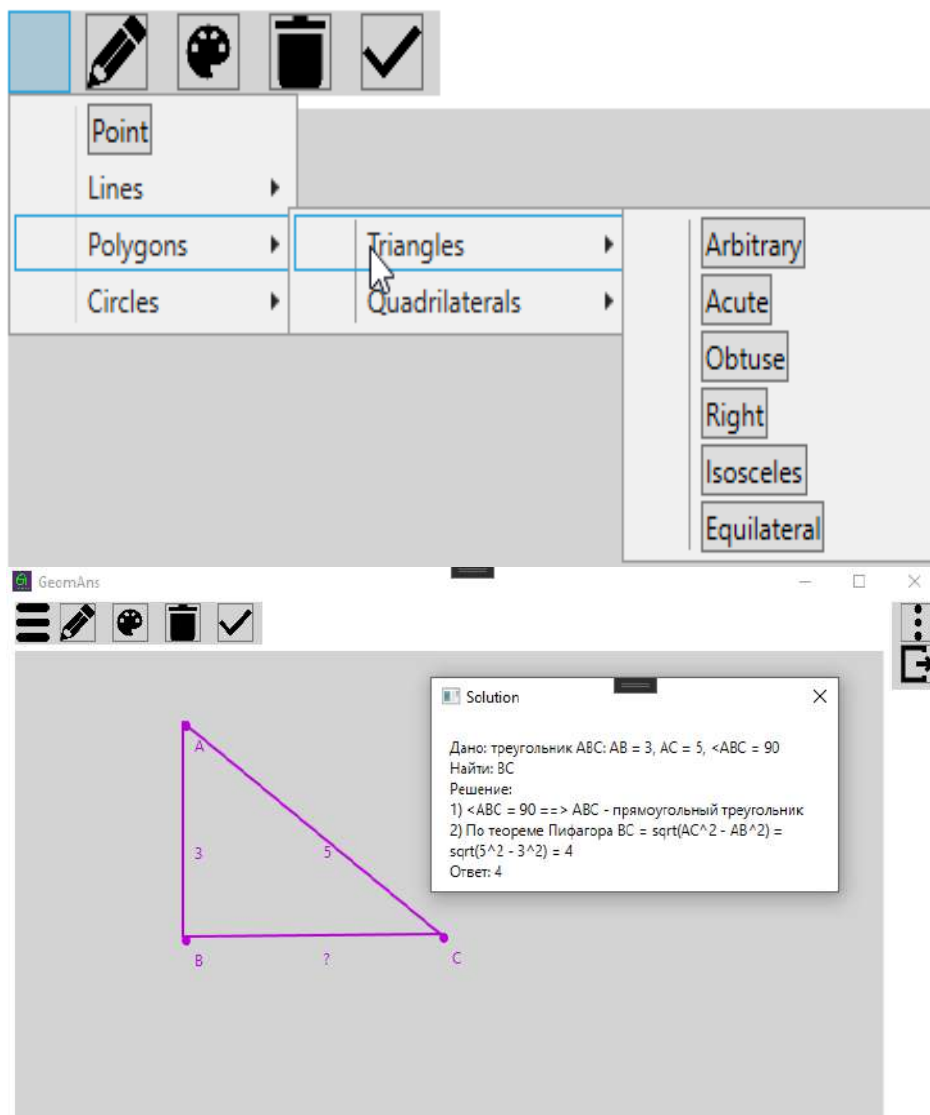 Point
Lines
Polygons
Circles
Triangles
Quadrilaterals
Arbitrary
Acute
Obtuse
Right
Isosceles
Equilateral
GeomAns
Solution
Дано: треугольник ABC: AB = 3, AC = 5, <ABC = 90
Найти: BC
Решение:
1) <ABC = 90 ==> ABC - прямоугольный треугольник
2) По теореме Пифагора BC = sqrt(AC^2 - AB^2) =
sqrt(5^2 - 3^2) = 4
Ответ: 4
A
3
5
B
?
C